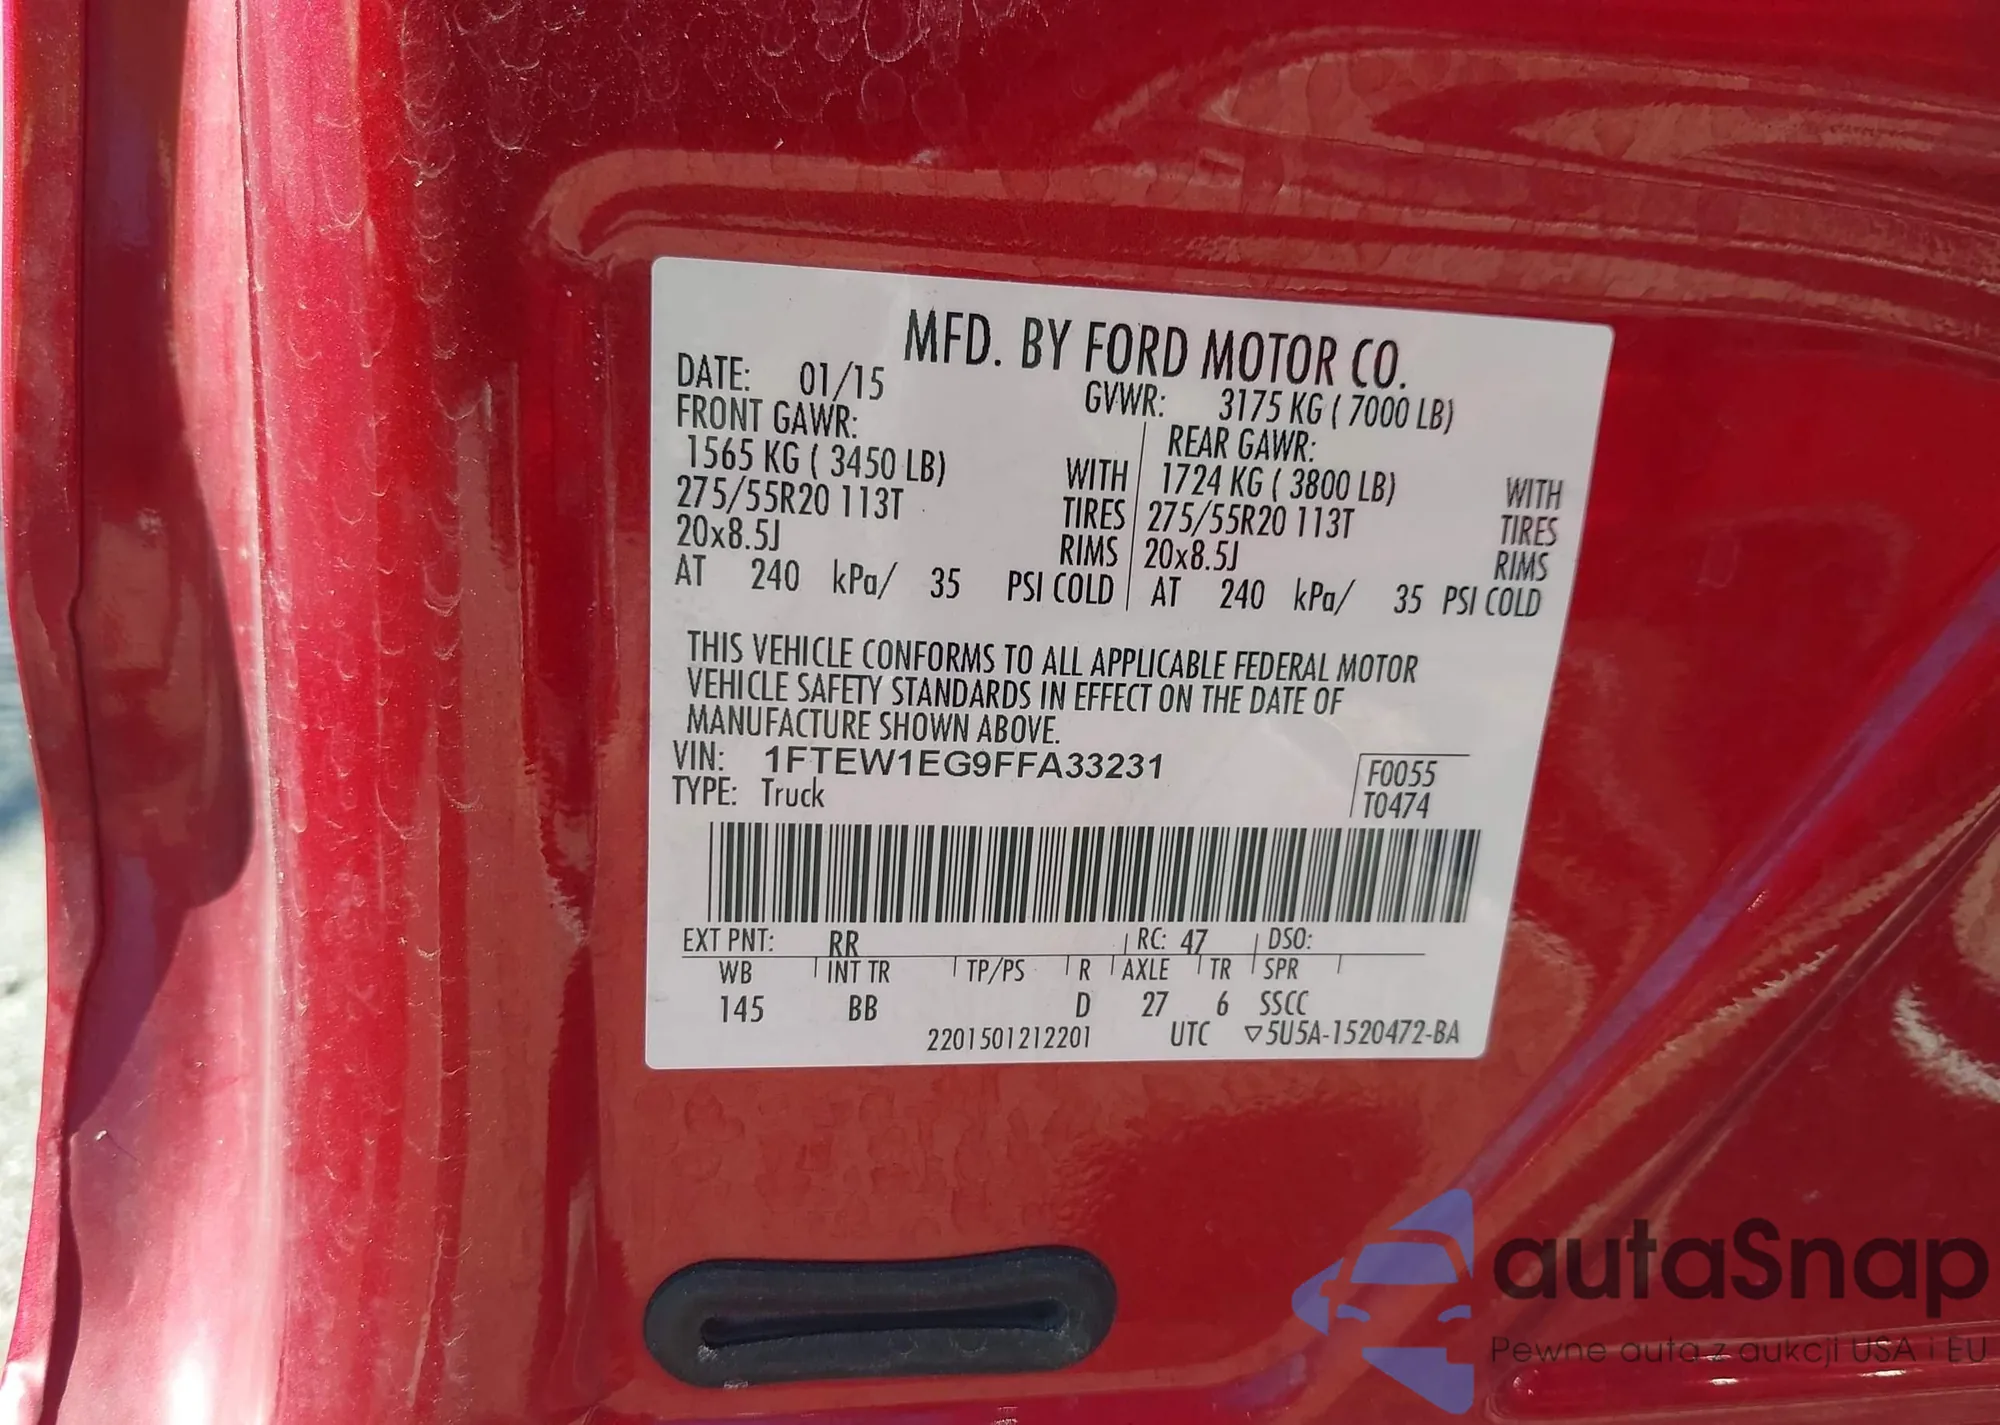 MFD. BY FORD MOTOR CO.
DATE: 01/15 GVWR: 3175 KG ( 7000 LB)
FRONT GAWR: REAR GAWR:
1565 KG ( 3450 LB) WITH 1724 KG ( 3800 LB) WITH
275/55R20 113T TIRES 275/55R20 113T TIRES
20x8.5J RIMS 20x8.5J RIMS
AT 240 kPa/ 35 PSI COLD AT 240 kPa/ 35 PSI COLD
THIS VEHICLE CONFORMS TO ALL APPLICABLE FEDERAL MOTOR
VEHICLE SAFETY STANDARDS IN EFFECT ON THE DATE OF
MANUFACTURE SHOWN ABOVE.
VIN: 1FTEW1EG9FFA33231 F0055
TYPE: Truck T0474
EXT PNT: RR RC: 47 DSO:
WB INT TR TP/PS R AXLE TR SPR
145 BB D 27 6 SSCC
2201501212201 UTC ▽5U5A-1520472-BA
autaSnap
Pewne auta z aukcji USA i EU